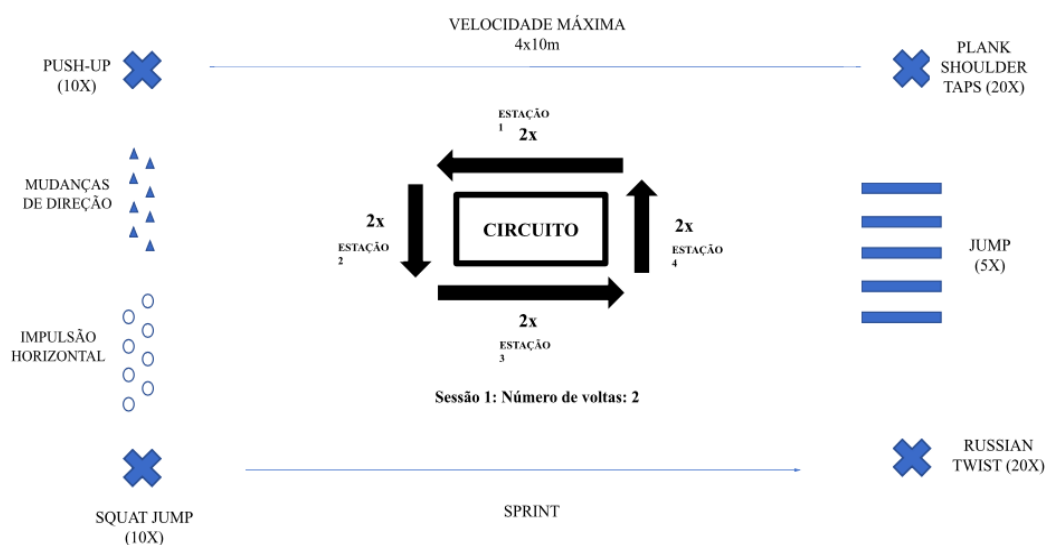 VELOCIDADE MÁXIMA
4x10m
PUSH-UP
(10X)
PLANK
SHOULDER
TAPS (20X)
ESTAÇÃO
1
2x
MUDANÇAS
DE DIREÇÃO
2x
ESTAÇÃO
2
CIRCUITO
2x
ESTAÇÃO
4
JUMP
(5X)
2x
ESTAÇÃO
3
IMPULSÃO
HORIZONTAL
Sessão 1: Número de voltas: 2
SQUAT JUMP
(10X)
SPRINT
RUSSIAN
TWIST (20X)